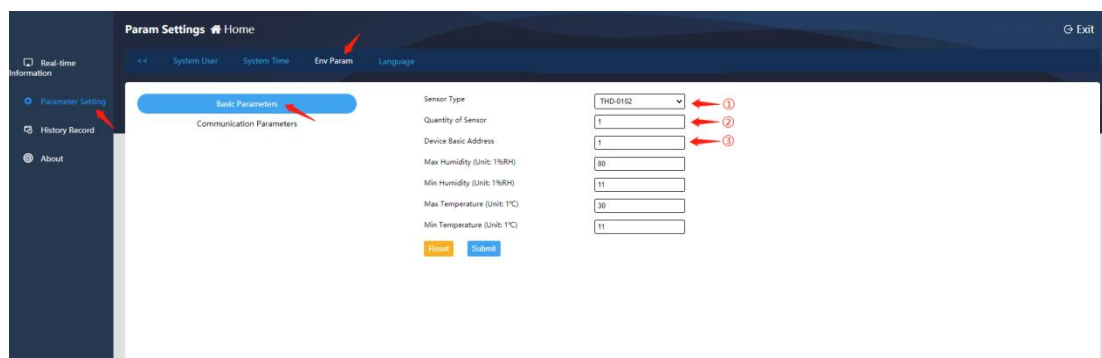 Param Settings Home
Exit
Real-time
Information
Parameter Setting
History Record
About
<< System User System Time Env Param Language
Basic Parameters
Communication Parameters
Sensor Type THD-0102 ①
Quantity of Sensor 1 ②
Device Basic Address 1 ③
Max Humidity (Unit: 1%RH) 80
Min Humidity (Unit: 1%RH) 11
Max Temperature (Unit: 1℃) 30
Min Temperature (Unit: 1℃) 11
Reset Submit